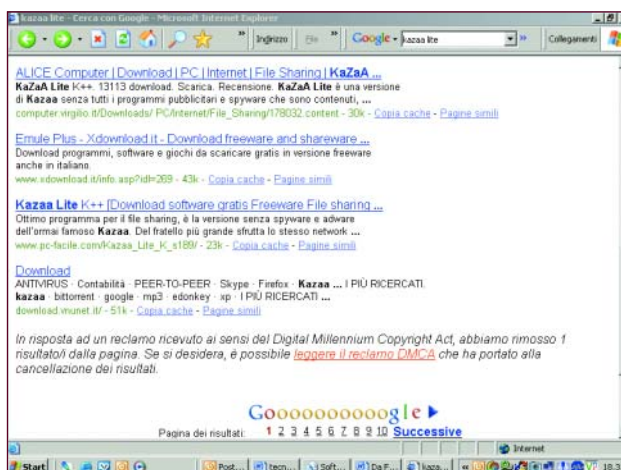 kazaa lite - Cerca con Google - Microsoft Internet Explorer
Indirizzo Google kazaa lite Collegamenti
ALICE Computer | Download | PC | Internet | File Sharing | KaZaA ...
KaZaA Lite K++. 13113 download. Scarica. Recensione. KaZaA Lite è una versione
di Kazaa senza tutti i programmi pubblicitari e spyware che sono contenuti, ...
computer.virgilio.it/Downloads/ PC/Internet/File_Sharing/178032.content - 30k - Copia cache - Pagine simili
Emule Plus - Xdownload.it - Download freeware and shareware ...
Download programmi, software e giochi da scaricare gratis in versione freeware
anche in italiano.
www.xdownload.it/info.asp?idl=269 - 43k - Copia cache - Pagine simili
Kazaa Lite K++ [Download software gratis Freeware File sharing ...
Ottimo programma per il file sharing, è la versione senza spyware e adware
dell'ormai famoso Kazaa. Del fratello più grande sfrutta lo stesso network ...
www.pc-facile.com/Kazaa_Lite_K_s189/ - 23k - Copia cache - Pagine simili
Download
ANTIVIRUS · Contabilità · PEER-TO-PEER · Skype · Firefox · Kazaa ... I PIÙ RICERCATI.
kazaa · bittorrent · google · mp3 · edonkey · xp · I PIÙ RICERCATI ...
download.vnunet.it/ - 51k - Copia cache - Pagine simili
In risposta ad un reclamo ricevuto ai sensi del Digital Millennium Copyright Act, abbiamo rimosso 1
risultato/i dalla pagina. Se si desidera, è possibile leggere il reclamo DMCA che ha portato alla
cancellazione dei risultati.
Goooooooooogle
Pagina dei risultati: 1 2 3 4 5 6 7 8 9 10 Successive
Internet
Start Post... tecn... Soft... Da F... kaza...